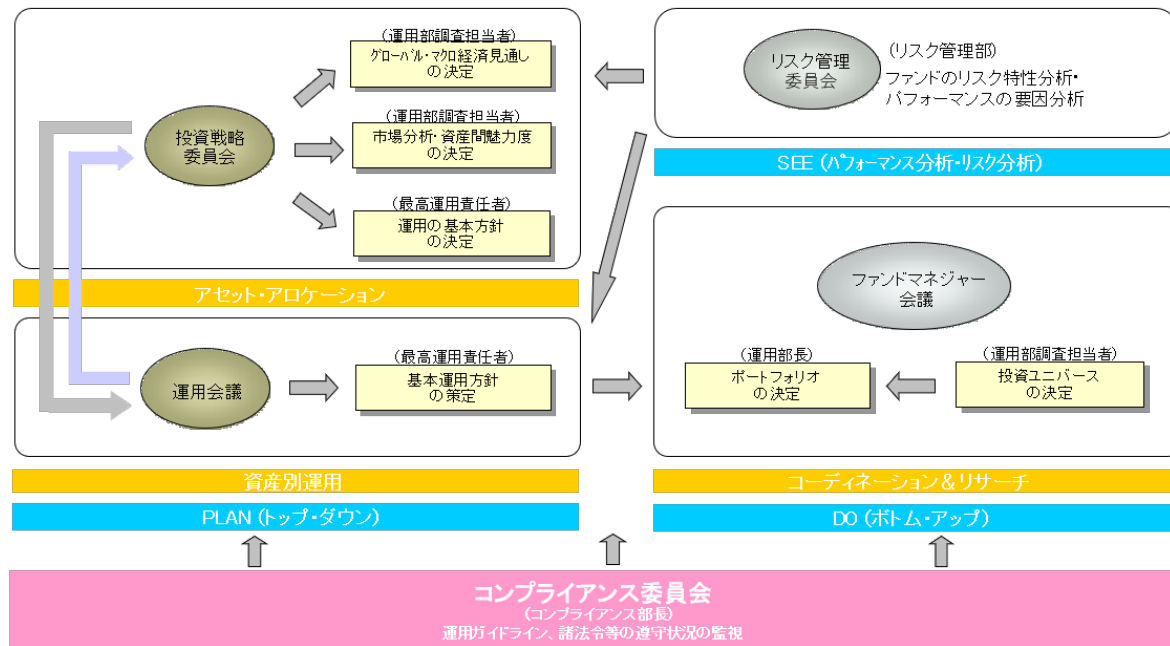 (運用部調査担当者)
グローバル・マクロ経済見通し
の決定
投資戦略
委員会
(運用部調査担当者)
市場分析・資産間魅力度
の決定
(最高運用責任者)
運用の基本方針
の決定
アセット・アロケーション
運用会議
(最高運用責任者)
基本運用方針
の策定
資産別運用
PLAN (トップ・ダウン)
リスク管理
委員会
(リスク管理部)
ファンドのリスク特性分析・
パフォーマンスの要因分析
SEE (パフォーマンス分析・リスク分析)
ファンドマネジャー
会議
(運用部長)
ポートフォリオ
の決定
(運用部調査担当者)
投資ユニバース
の決定
コーディネーション&リサーチ
DO (ボトム・アップ)
コンプライアンス委員会
(コンプライアンス部長)
運用ガイドライン、諸法令等の遵守状況の監視